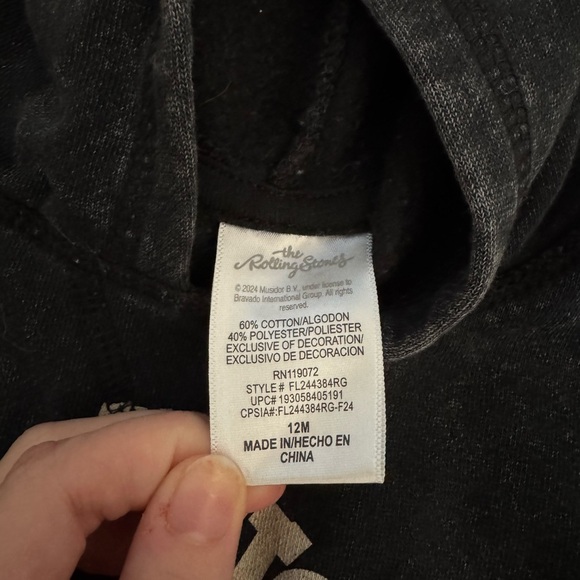 the
Rolling Stones
© 2024 Musidor B.V., under license to
Bravado International Group. All rights
reserved.
60% COTTON/ALGODON
40% POLYESTER/POLIESTER
EXCLUSIVE OF DECORATION/
EXCLUSIVO DE DECORACION
RN119072
STYLE # FL244384RG
UPC# 193058405191
CPSIA#:FL244384RG-F24
12M
MADE IN/HECHO EN
CHINA